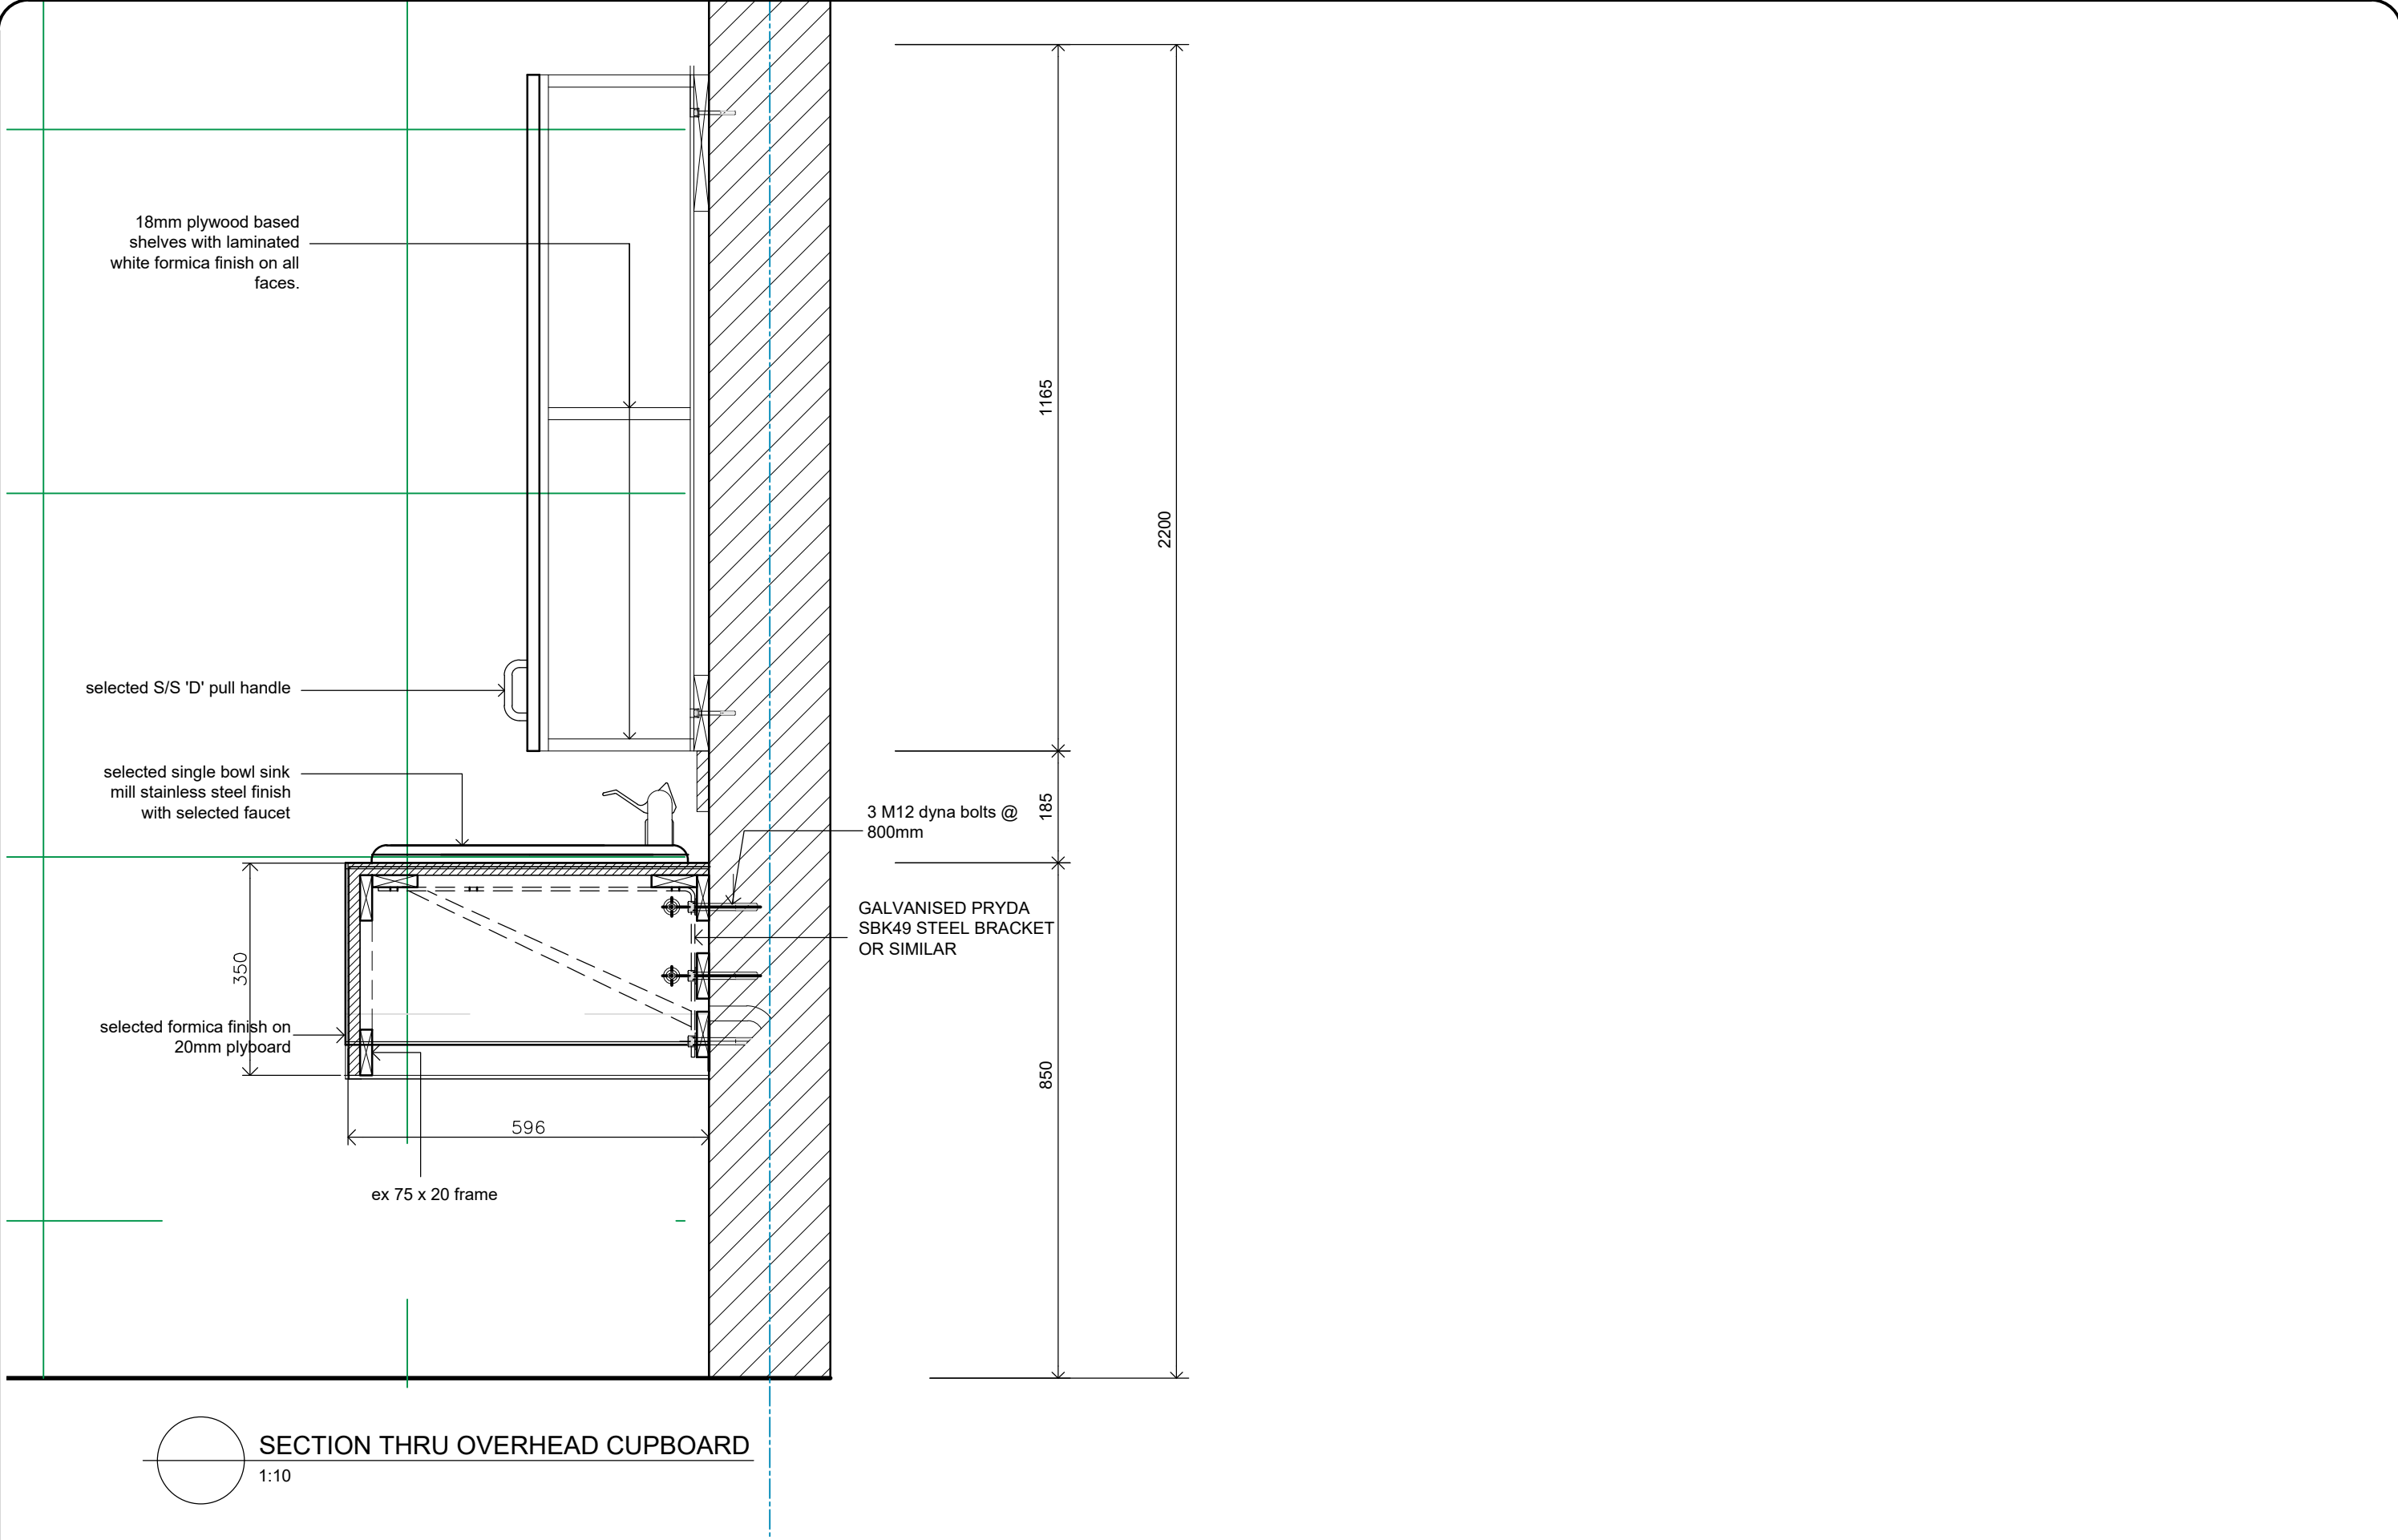 18mm plywood based
shelves with laminated
white formica finish on all
faces.
1165
2200
selected S/S 'D' pull handle
selected single bowl sink
mill stainless steel finish
with selected faucet
185
3 M12 dyna bolts @
800mm
GALVANISED PRYDA
SBK49 STEEL BRACKET
OR SIMILAR
350
selected formica finish on
20mm plyboard
850
596
ex 75 x 20 frame
SECTION THRU OVERHEAD CUPBOARD
1:10